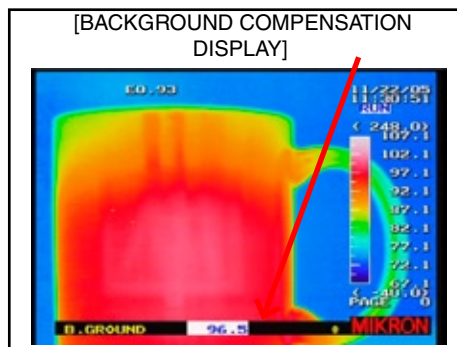 [BACKGROUND COMPENSATION
DISPLAY]
E0.93
11/22/05
11:30:51
RUN
( 248.0)
107.1
102.1
97.1
92.1
87.1
82.1
77.1
72.1
67.1
( -40.0)
PAGE 0
B.GROUND 96.5
MIKRON